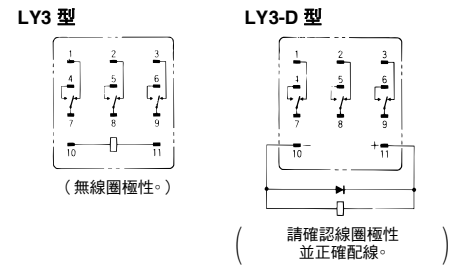 LY3 型
1 2 3
4 5 6
7 8 9
10 11
（無線圈極性。）
LY3-D 型
1 2 3
4 5 6
7 8 9
10 − + 11
（請確認線圈極性
並正確配線。）